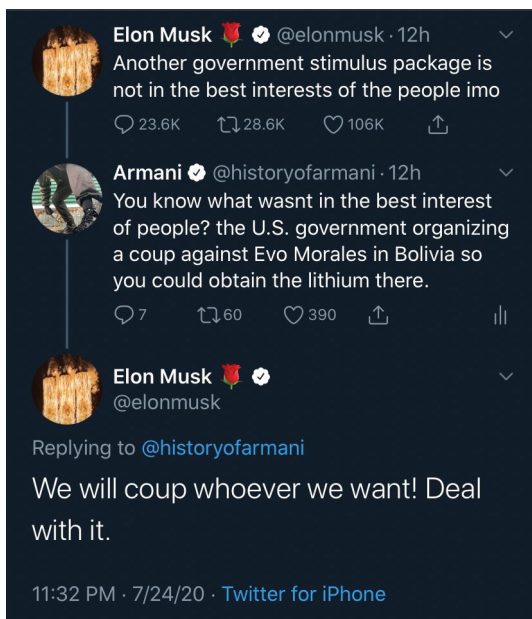 Elon Musk 🌹 @elonmusk · 12h
Another government stimulus package is
not in the best interests of the people imo
23.6K 28.6K 106K
Armani @historyofarmani · 12h
You know what wasnt in the best interest
of people? the U.S. government organizing
a coup against Evo Morales in Bolivia so
you could obtain the lithium there.
7 60 390
Elon Musk 🌹
@elonmusk
Replying to @historyofarmani
We will coup whoever we want! Deal
with it.
11:32 PM · 7/24/20 · Twitter for iPhone